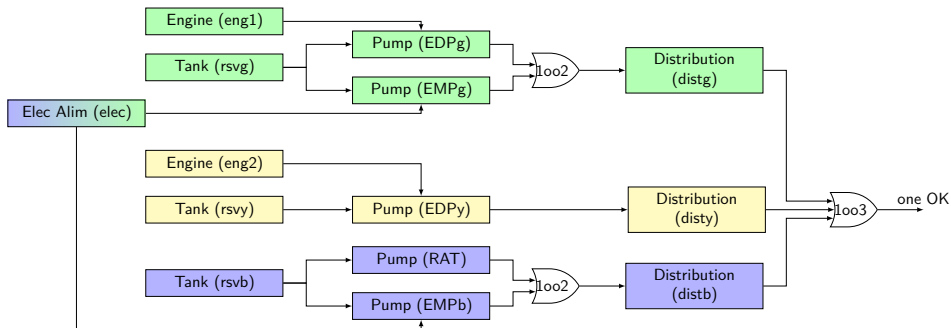 Engine (eng1)
Pump (EDPg)
Tank (rsvg)
1oo2
Distribution
(distg)
Pump (EMPg)
Elec Alim (elec)
Engine (eng2)
Tank (rsvy)
Pump (EDPy)
Distribution
(disty)
1oo3
one OK
Pump (RAT)
Tank (rsvb)
1oo2
Distribution
(distb)
Pump (EMPb)